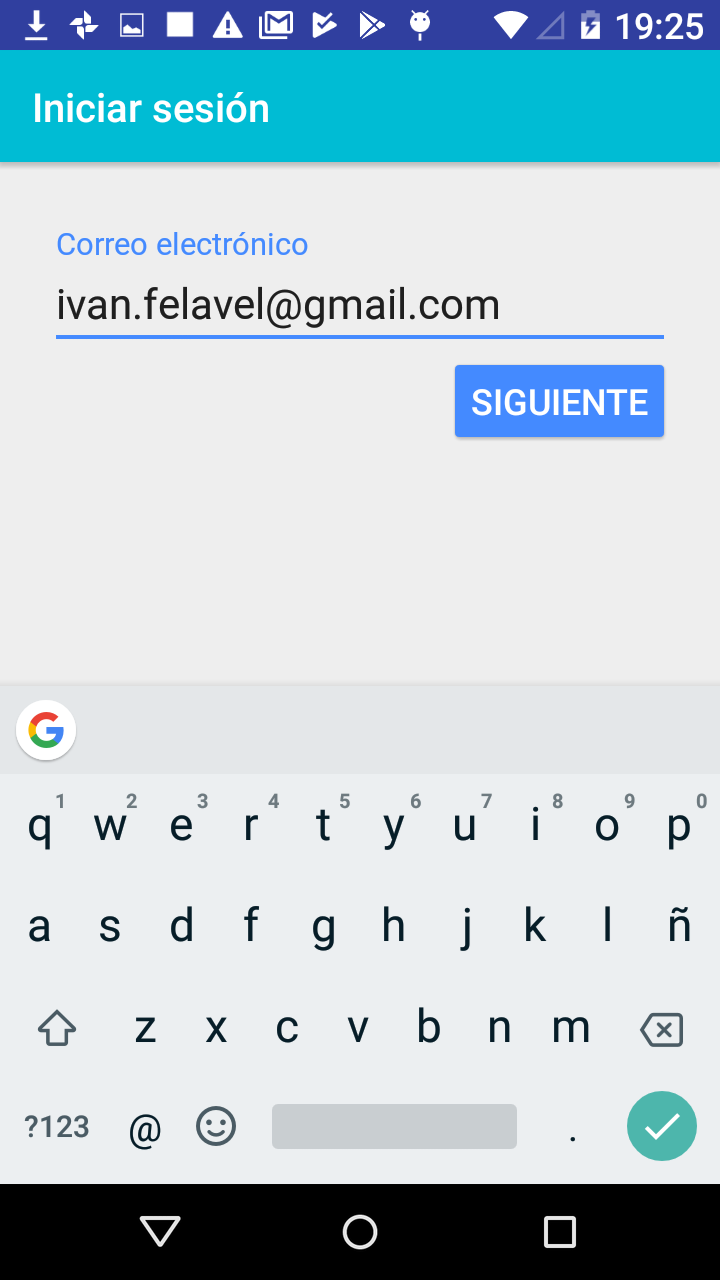 19:25
Iniciar sesión
Correo electrónico
ivan.felavel@gmail.com
SIGUIENTE
G
1 2 3 4 5 6 7 8 9 0
q w e r t y u i o p
a s d f g h j k l ñ
z x c v b n m
?123 @ .